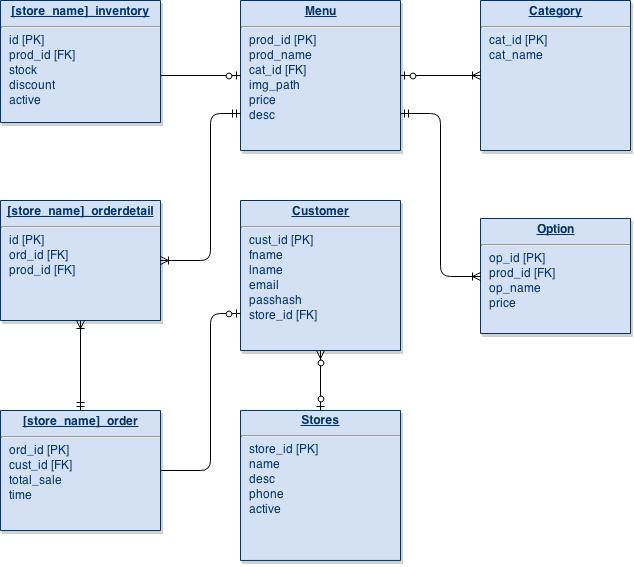 [store_name]_inventory
id [PK]
prod_id [FK]
stock
discount
active
Menu
prod_id [PK]
prod_name
cat_id [FK]
img_path
price
desc
Category
cat_id [PK]
cat_name
[store_name]_orderdetail
id [PK]
ord_id [FK]
prod_id [FK]
Customer
cust_id [PK]
fname
lname
email
passhash
store_id [FK]
Option
op_id [PK]
prod_id [FK]
op_name
price
[store_name]_order
ord_id [PK]
cust_id [FK]
total_sale
time
Stores
store_id [PK]
name
desc
phone
active